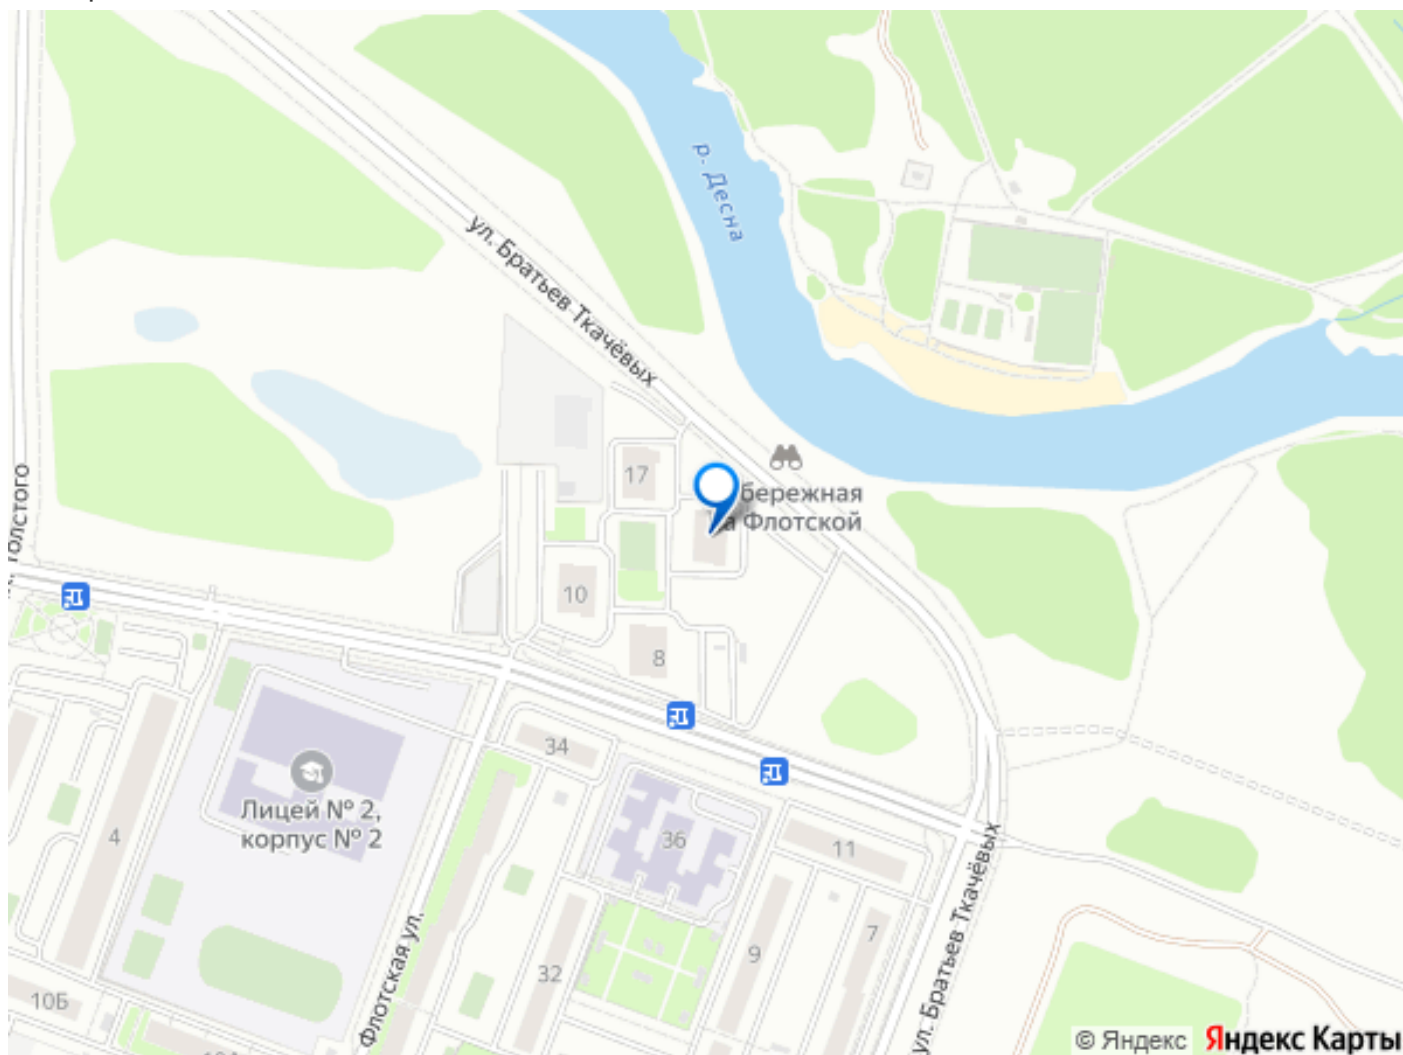 р. Десна
ул. Братьев Ткачёвых
17
бережная
а Флотской
Толстого
10
8
34
Лицей № 2,
корпус № 2
4
36
11
7
9
32
10Б
Флотская ул.
ул. Братьев Ткачёвых
© Яндекс Яндекс Карты